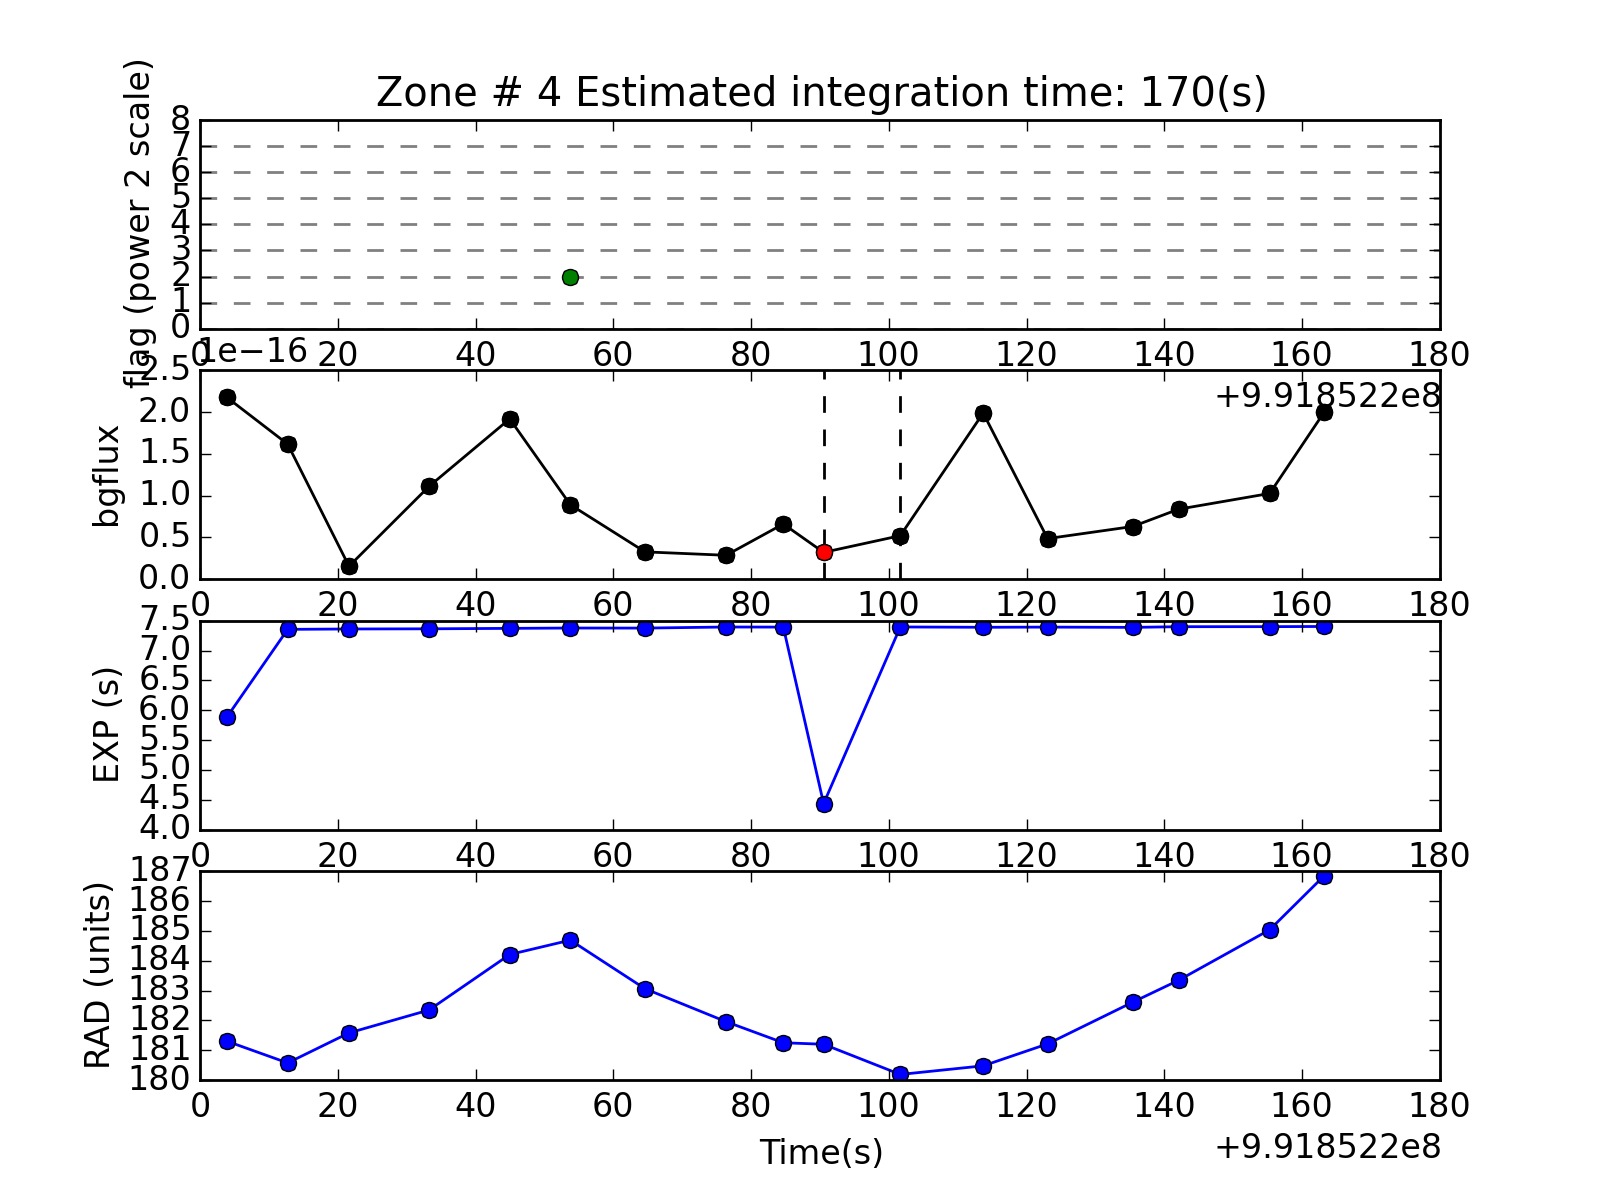 Zone # 4 Estimated integration time: 170(s)
flag (power 2 scale)
8
7
6
5
4
3
2
1
0
0 20 40 60 80 100 120 140 160 180
1e−16
+9.918522e8
bgflux
2.5
2.0
1.5
1.0
0.5
0.0
0 20 40 60 80 100 120 140 160 180
EXP (s)
7.5
7.0
6.5
6.0
5.5
5.0
4.5
4.0
0 20 40 60 80 100 120 140 160 180
RAD (units)
187
186
185
184
183
182
181
180
0 20 40 60 80 100 120 140 160 180
Time(s)
+9.918522e8